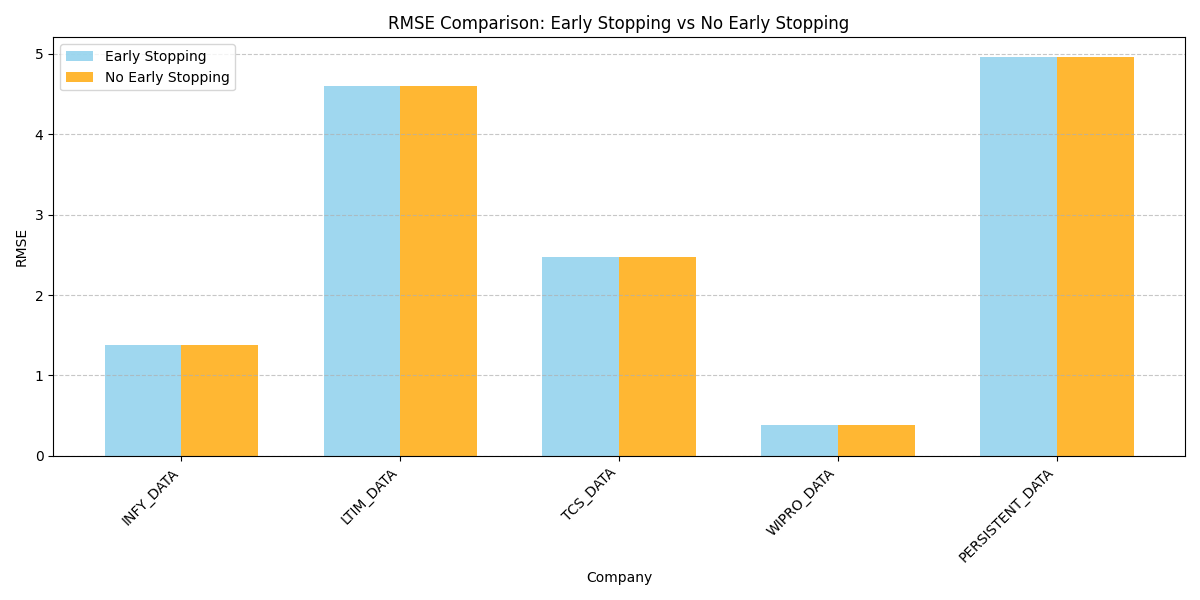 RMSE Comparison: Early Stopping vs No Early Stopping
Early Stopping
No Early Stopping
RMSE
5
4
3
2
1
0
INFY_DATA
LTIM_DATA
TCS_DATA
WIPRO_DATA
PERSISTENT_DATA
Company